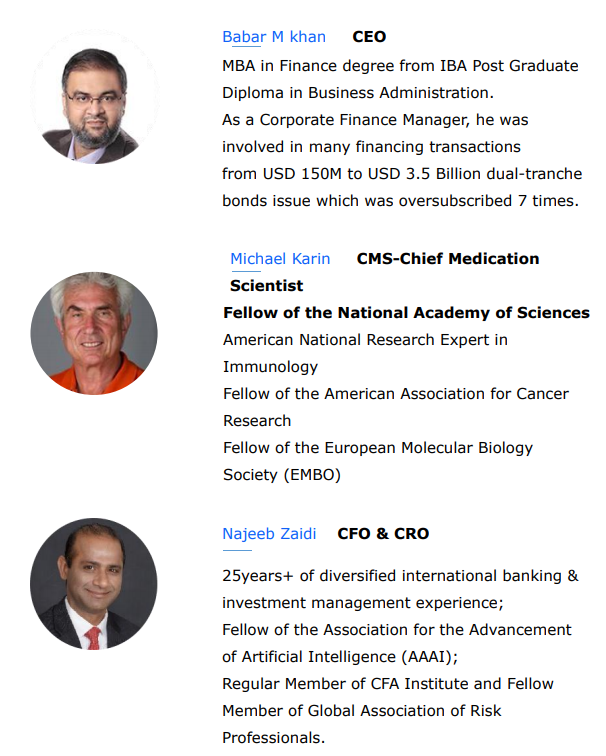 Babar M khan CEO
MBA in Finance degree from IBA Post Graduate
Diploma in Business Administration.
As a Corporate Finance Manager, he was
involved in many financing transactions
from USD 150M to USD 3.5 Billion dual-tranche
bonds issue which was oversubscribed 7 times.
Michael Karin CMS-Chief Medication
Scientist
Fellow of the National Academy of Sciences
American National Research Expert in
Immunology
Fellow of the American Association for Cancer
Research
Fellow of the European Molecular Biology
Society (EMBO)
Najeeb Zaidi CFO & CRO
25years+ of diversified international banking &
investment management experience;
Fellow of the Association for the Advancement
of Artificial Intelligence (AAAI);
Regular Member of CFA Institute and Fellow
Member of Global Association of Risk
Professionals.